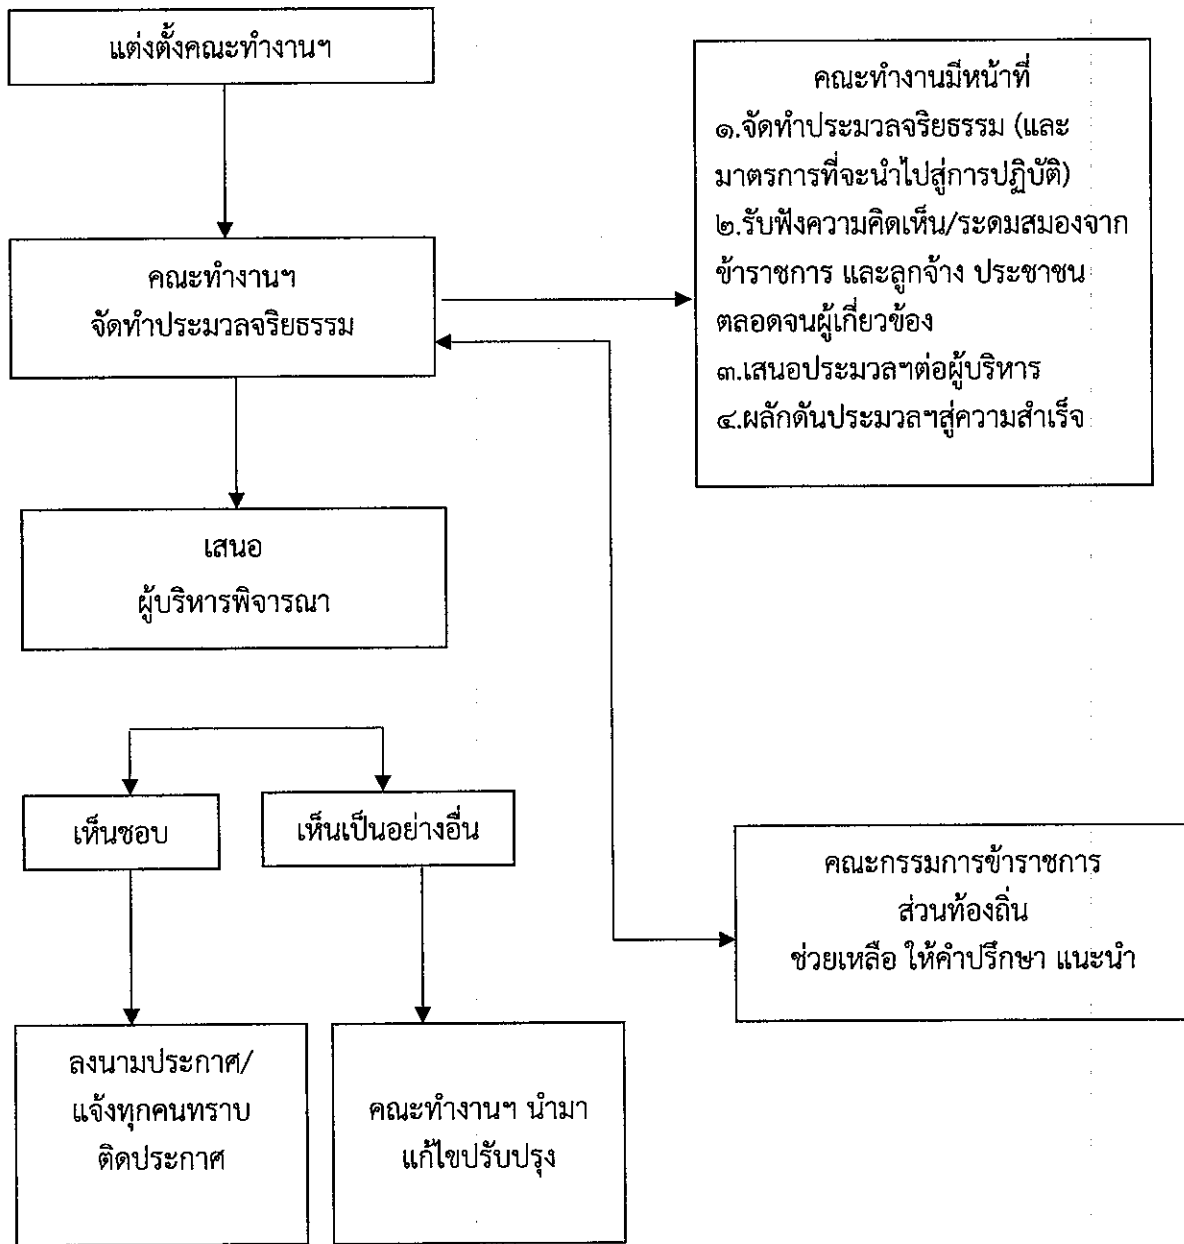 แต่งตั้งคณะทำงานฯ
คณะทำงานมีหน้าที่
๑.จัดทำประมวลจริยธรรม (และ
มาตรการที่จะนำไปสู่การปฏิบัติ)
๒.รับฟังความคิดเห็น/ระดมสมองจาก
ข้าราชการ และลูกจ้าง ประชาชน
ตลอดจนผู้เกี่ยวข้อง
๓.เสนอประมวลฯต่อผู้บริหาร
๔.ผลักดันประมวลฯสู่ความสำเร็จ
คณะทำงานฯ
จัดทำประมวลจริยธรรม
เสนอ
ผู้บริหารพิจารณา
เห็นชอบ
เห็นเป็นอย่างอื่น
คณะกรรมการข้าราชการ
ส่วนท้องถิ่น
ช่วยเหลือ ให้คำปรึกษา แนะนำ
ลงนามประกาศ/
แจ้งทุกคนทราบ
ติดประกาศ
คณะทำงานฯ นำมา
แก้ไขปรับปรุง